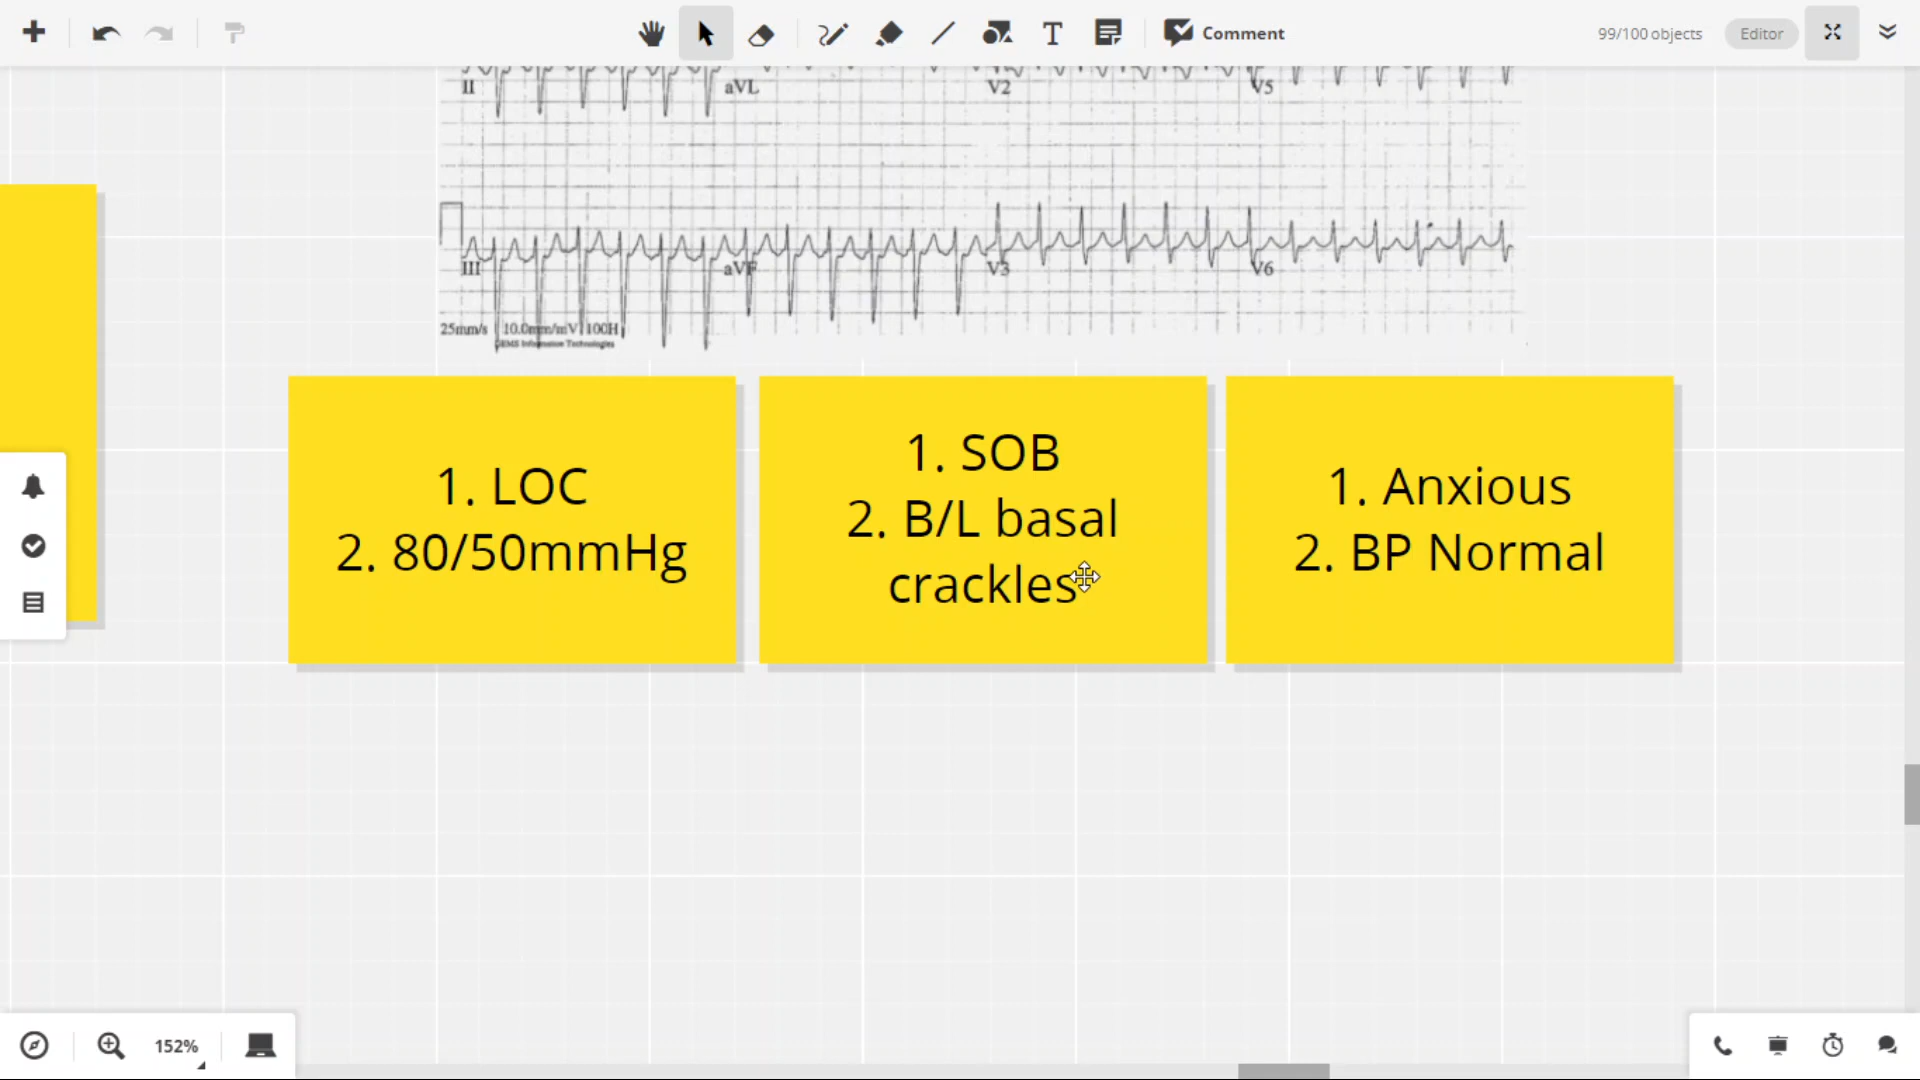 Comment
99/100 objects
Editor
II
aVL
V2
V5
III
aVF
V3
V6
25mm/s
10.0mm/mV
100H
1. LOC
2. 80/50mmHg
1. SOB
2. B/L basal
crackles
1. Anxious
2. BP Normal
152%